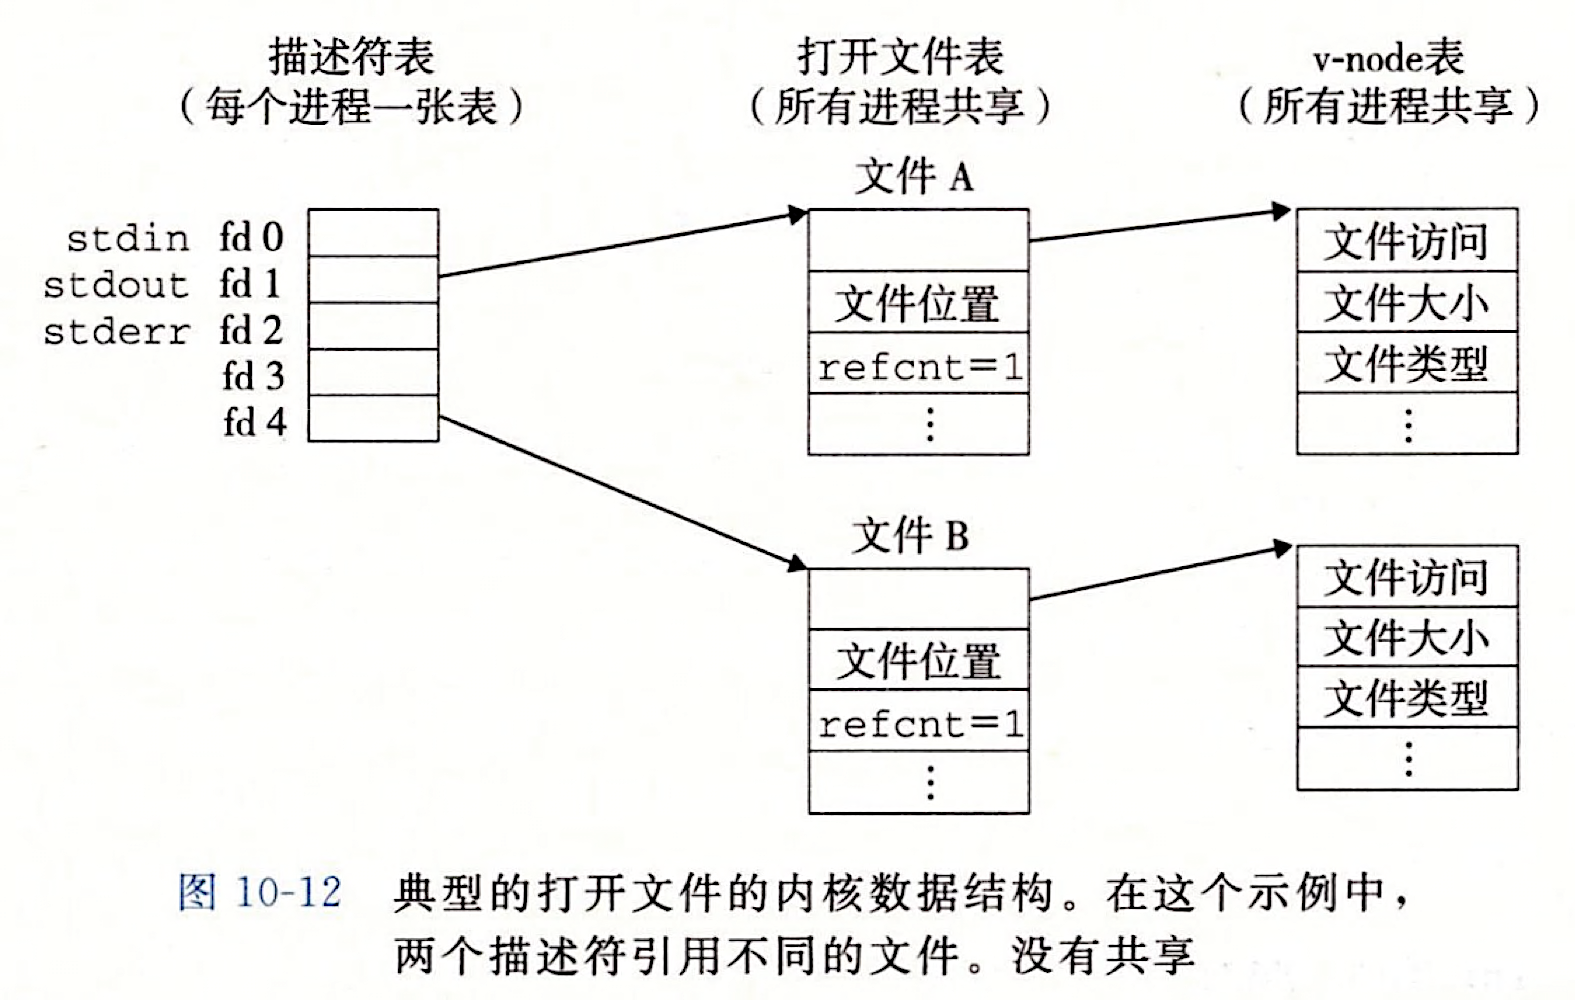 描述符表
（每个进程一张表）
打开文件表
（所有进程共享）
v-node表
（所有进程共享）
stdin fd 0
stdout fd 1
stderr fd 2
fd 3
fd 4
文件 A
文件位置
refcnt=1
⋮
文件访问
文件大小
文件类型
⋮
文件 B
文件位置
refcnt=1
⋮
文件访问
文件大小
文件类型
⋮
图 10-12 典型的打开文件的内核数据结构。在这个示例中，
两个描述符引用不同的文件。没有共享